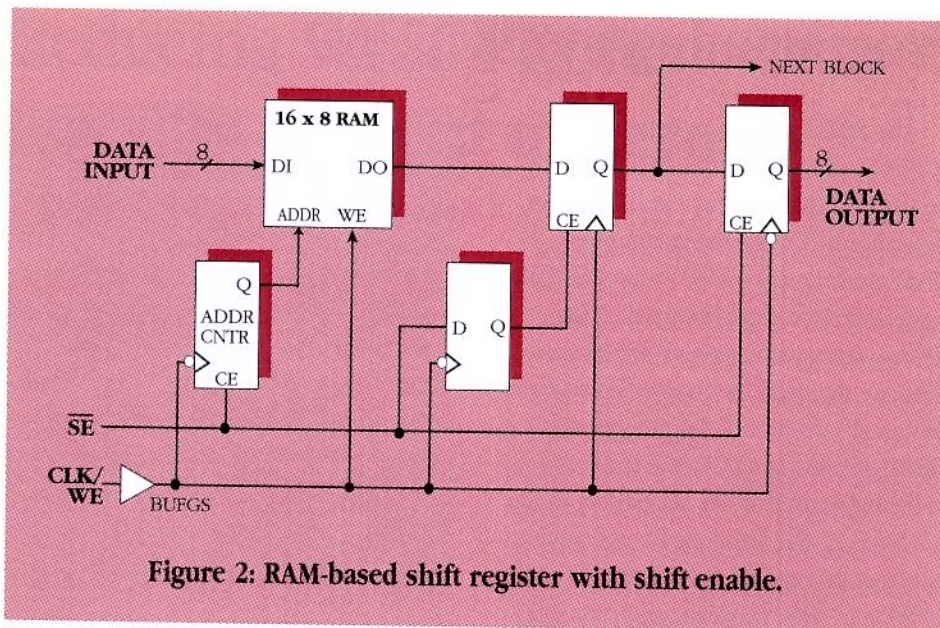 NEXT BLOCK
16 x 8 RAM
DATA
INPUT
8
DI
DO
ADDR
WE
D
Q
CE
D
Q
CE
8
DATA
OUTPUT
Q
ADDR
CNTR
CE
D
Q
SE
CLK/
WE
BUFGS
Figure 2: RAM-based shift register with shift enable.